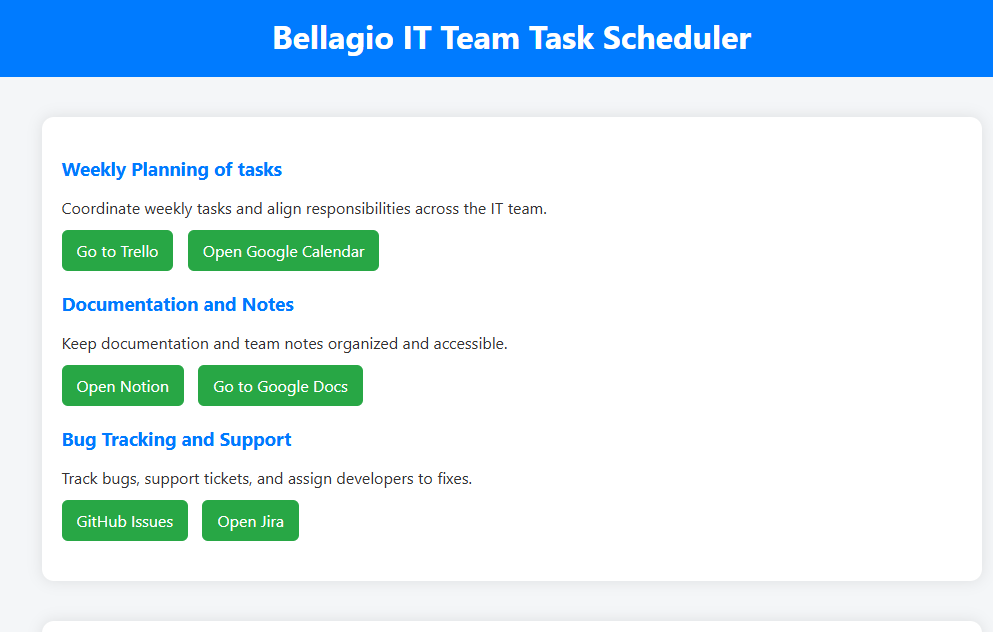 Bellagio IT Team Task Scheduler
Weekly Planning of tasks
Coordinate weekly tasks and align responsibilities across the IT team.
Go to Trello
Open Google Calendar
Documentation and Notes
Keep documentation and team notes organized and accessible.
Open Notion
Go to Google Docs
Bug Tracking and Support
Track bugs, support tickets, and assign developers to fixes.
GitHub Issues
Open Jira